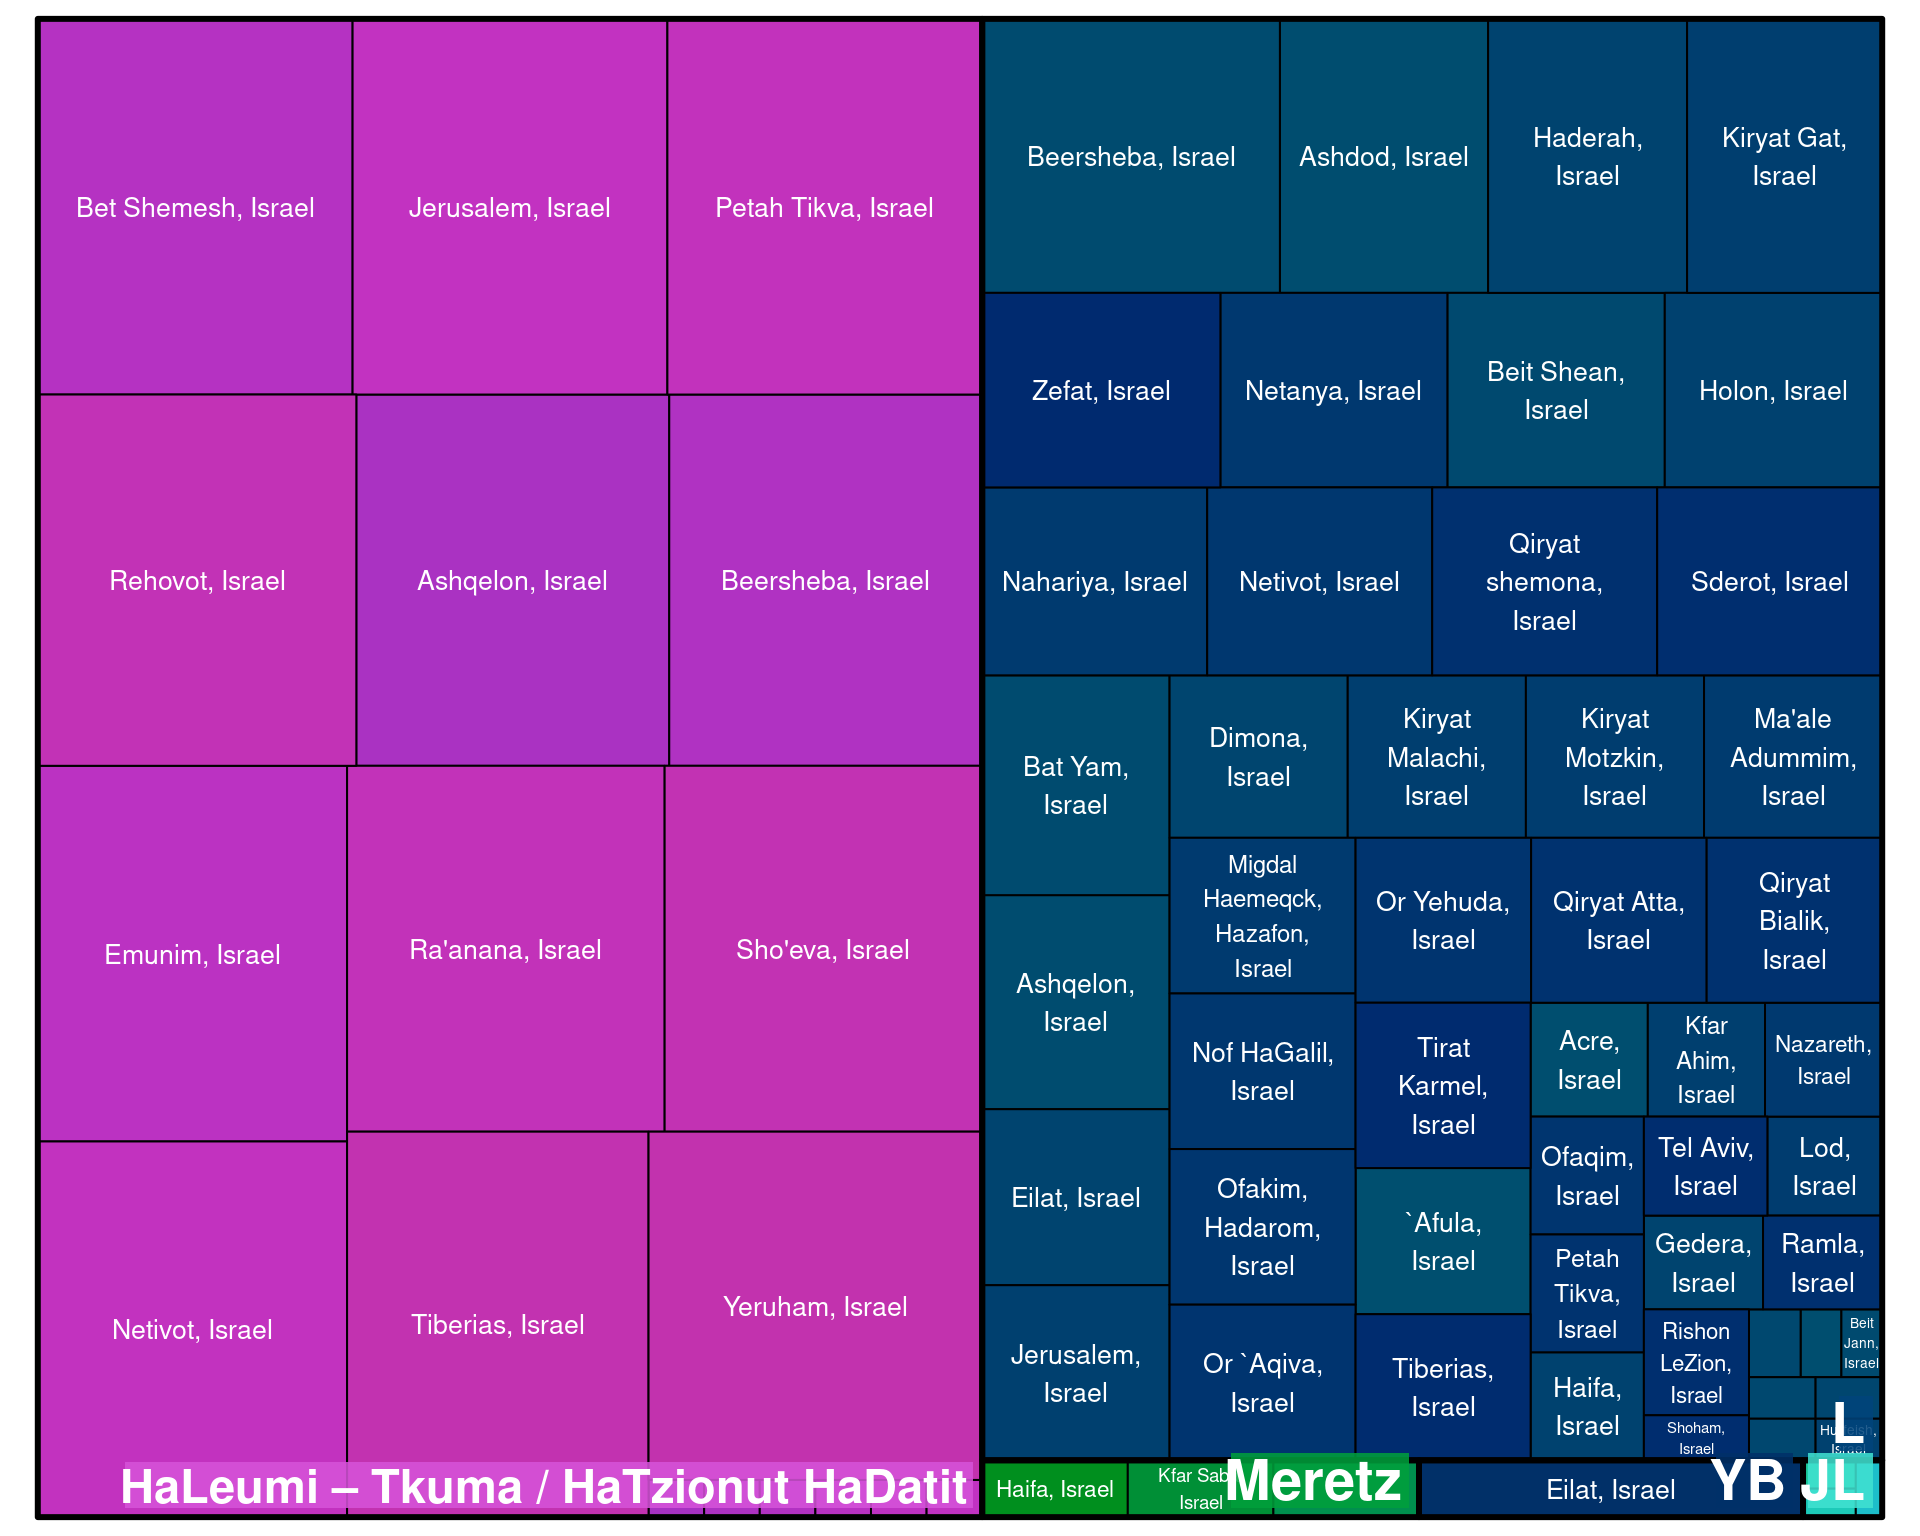 Bet Shemesh, Israel
Jerusalem, Israel
Petah Tikva, Israel
Rehovot, Israel
Ashqelon, Israel
Beersheba, Israel
Emunim, Israel
Ra'anana, Israel
Sho'eva, Israel
Netivot, Israel
Tiberias, Israel
Yeruham, Israel
HaLeumi – Tkuma / HaTzionut HaDatit
Beersheba, Israel
Ashdod, Israel
Haderah,
Israel
Kiryat Gat,
Israel
Zefat, Israel
Netanya, Israel
Beit Shean,
Israel
Holon, Israel
Nahariya, Israel
Netivot, Israel
Qiryat
shemona,
Israel
Sderot, Israel
Bat Yam,
Israel
Dimona,
Israel
Kiryat
Malachi,
Israel
Kiryat
Motzkin,
Israel
Ma'ale
Adummim,
Israel
Migdal
Haemeqck,
Hazafon,
Israel
Or Yehuda,
Israel
Qiryat Atta,
Israel
Qiryat
Bialik,
Israel
Ashqelon,
Israel
Nof HaGalil,
Israel
Tirat
Karmel,
Israel
Acre,
Israel
Kfar
Ahim,
Israel
Nazareth,
Israel
Eilat, Israel
Ofakim,
Hadarom,
Israel
`Afula,
Israel
Ofaqim,
Israel
Tel Aviv,
Israel
Lod,
Israel
Gedera,
Israel
Ramla,
Israel
Petah
Tikva,
Israel
Jerusalem,
Israel
Or `Aqiva,
Israel
Tiberias,
Israel
Haifa,
Israel
Rishon
LeZion,
Israel
Beit
Jann,
Israel
Shoham,
Israel
L
Haifa, Israel
Kfar
Israel
Meretz
Eilat, Israel
YB
JL